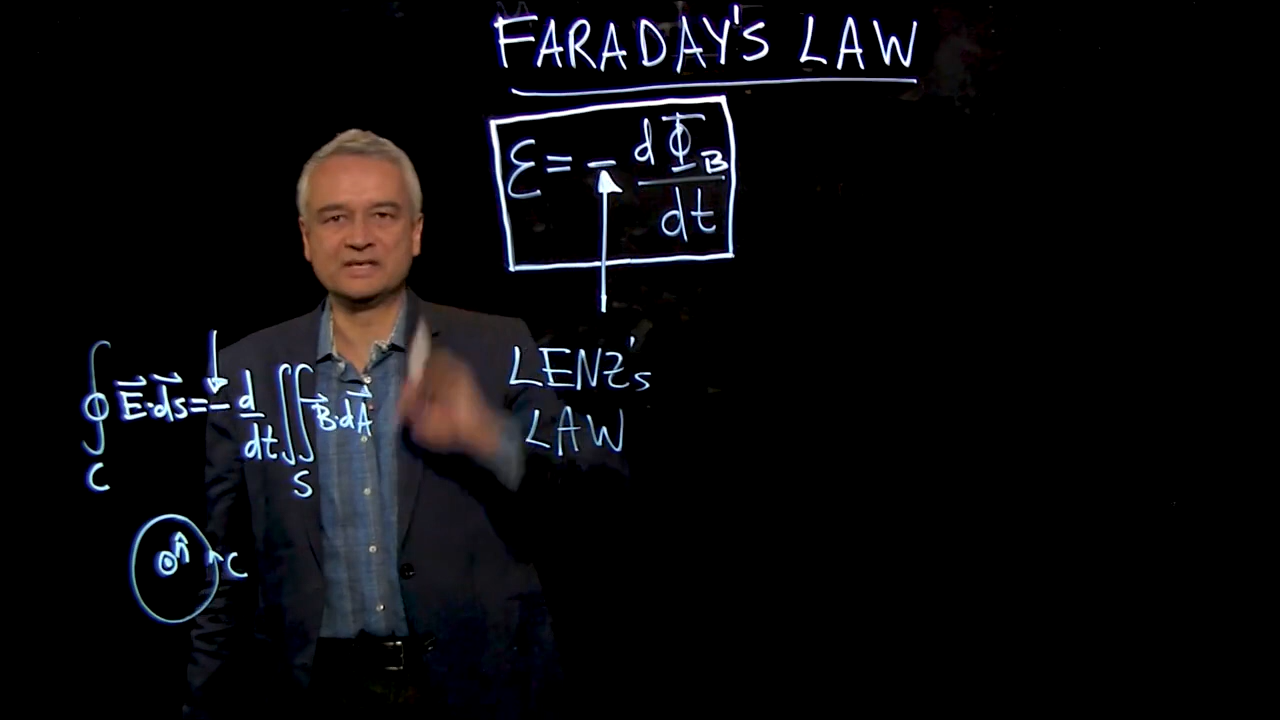 FARADAY'S LAW
Ɛ = - dΦ_B/dt
LENZ's
LAW
∮_C E⃗·ds⃗ = - d/dt ∬_S B⃗·dA⃗
n̂
C